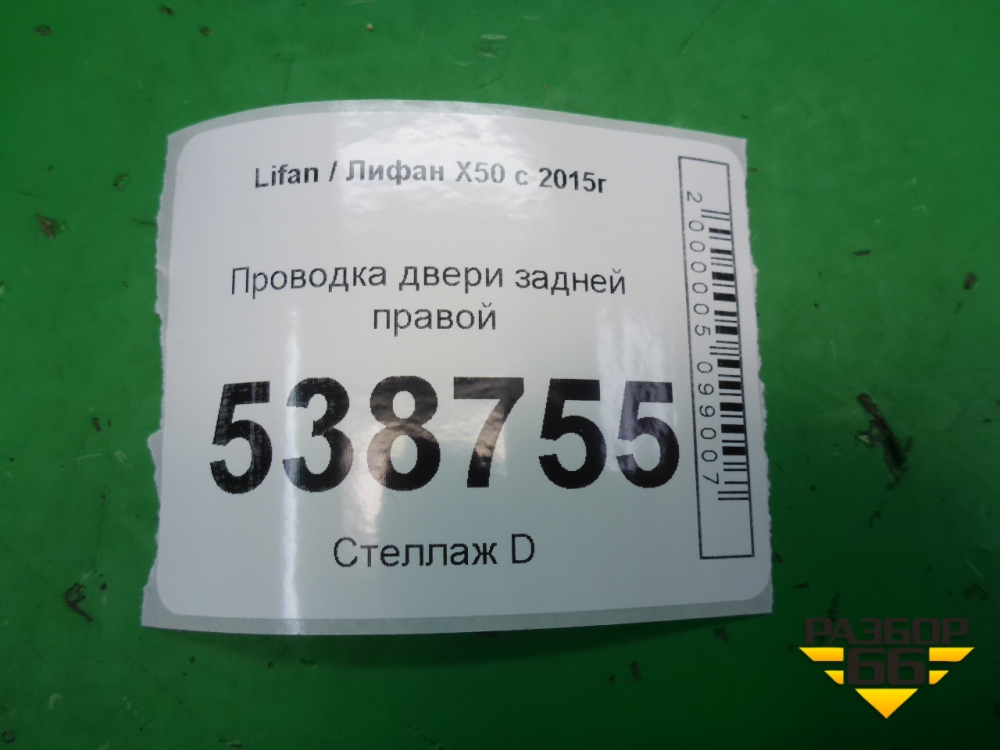 Lifan / Лифан X50 с 2015г
Проводка двери задней
правой
538755
Стеллаж D
2000005099007
РАЗБОР
66